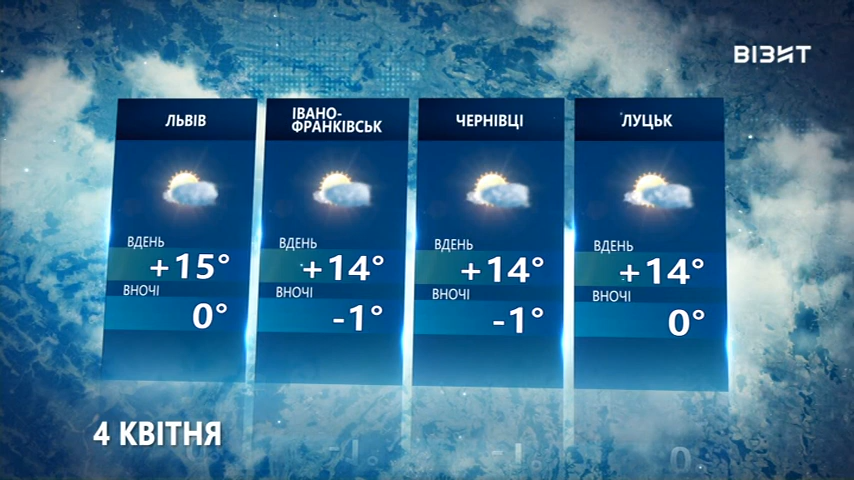 ВІЗИТ
ЛЬВІВ
ВДЕНЬ
+15°
ВНОЧІ
0°
ІВАНО-
ФРАНКІВСЬК
ВДЕНЬ
+14°
ВНОЧІ
-1°
ЧЕРНІВЦІ
ВДЕНЬ
+14°
ВНОЧІ
-1°
ЛУЦЬК
ВДЕНЬ
+14°
ВНОЧІ
0°
4 КВІТНЯ